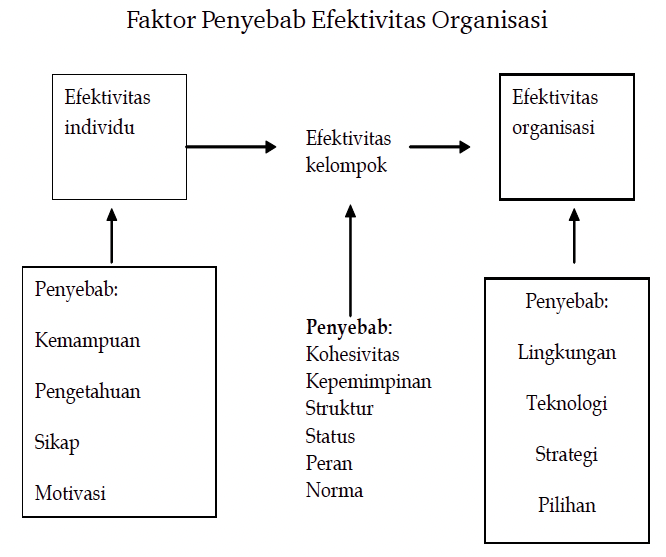 Faktor Penyebab Efektivitas Organisasi
Efektivitas
individu
Efektivitas
kelompok
Efektivitas
organisasi
Penyebab:
Kemampuan
Pengetahuan
Sikap
Motivasi
Penyebab:
Kohesivitas
Kepemimpinan
Struktur
Status
Peran
Norma
Penyebab:
Lingkungan
Teknologi
Strategi
Pilihan